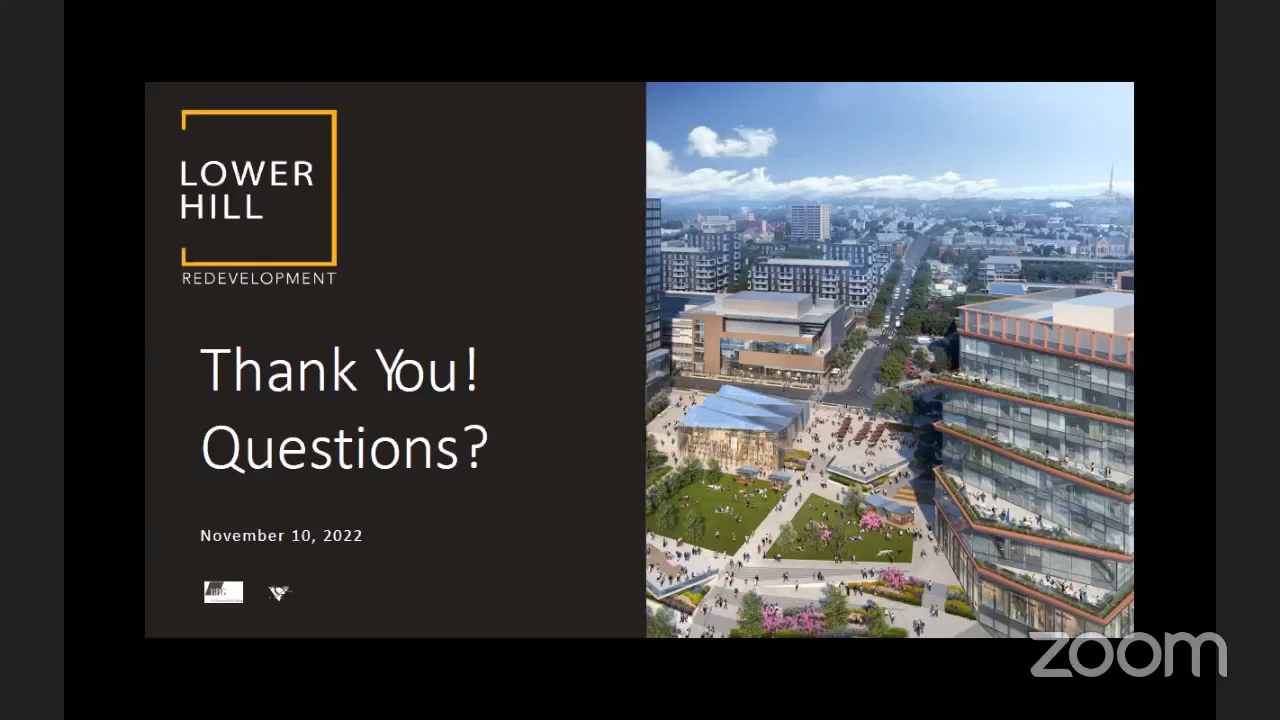 LOWER
HILL
REDEVELOPMENT
Thank You!
Questions?
November 10, 2022
zoom